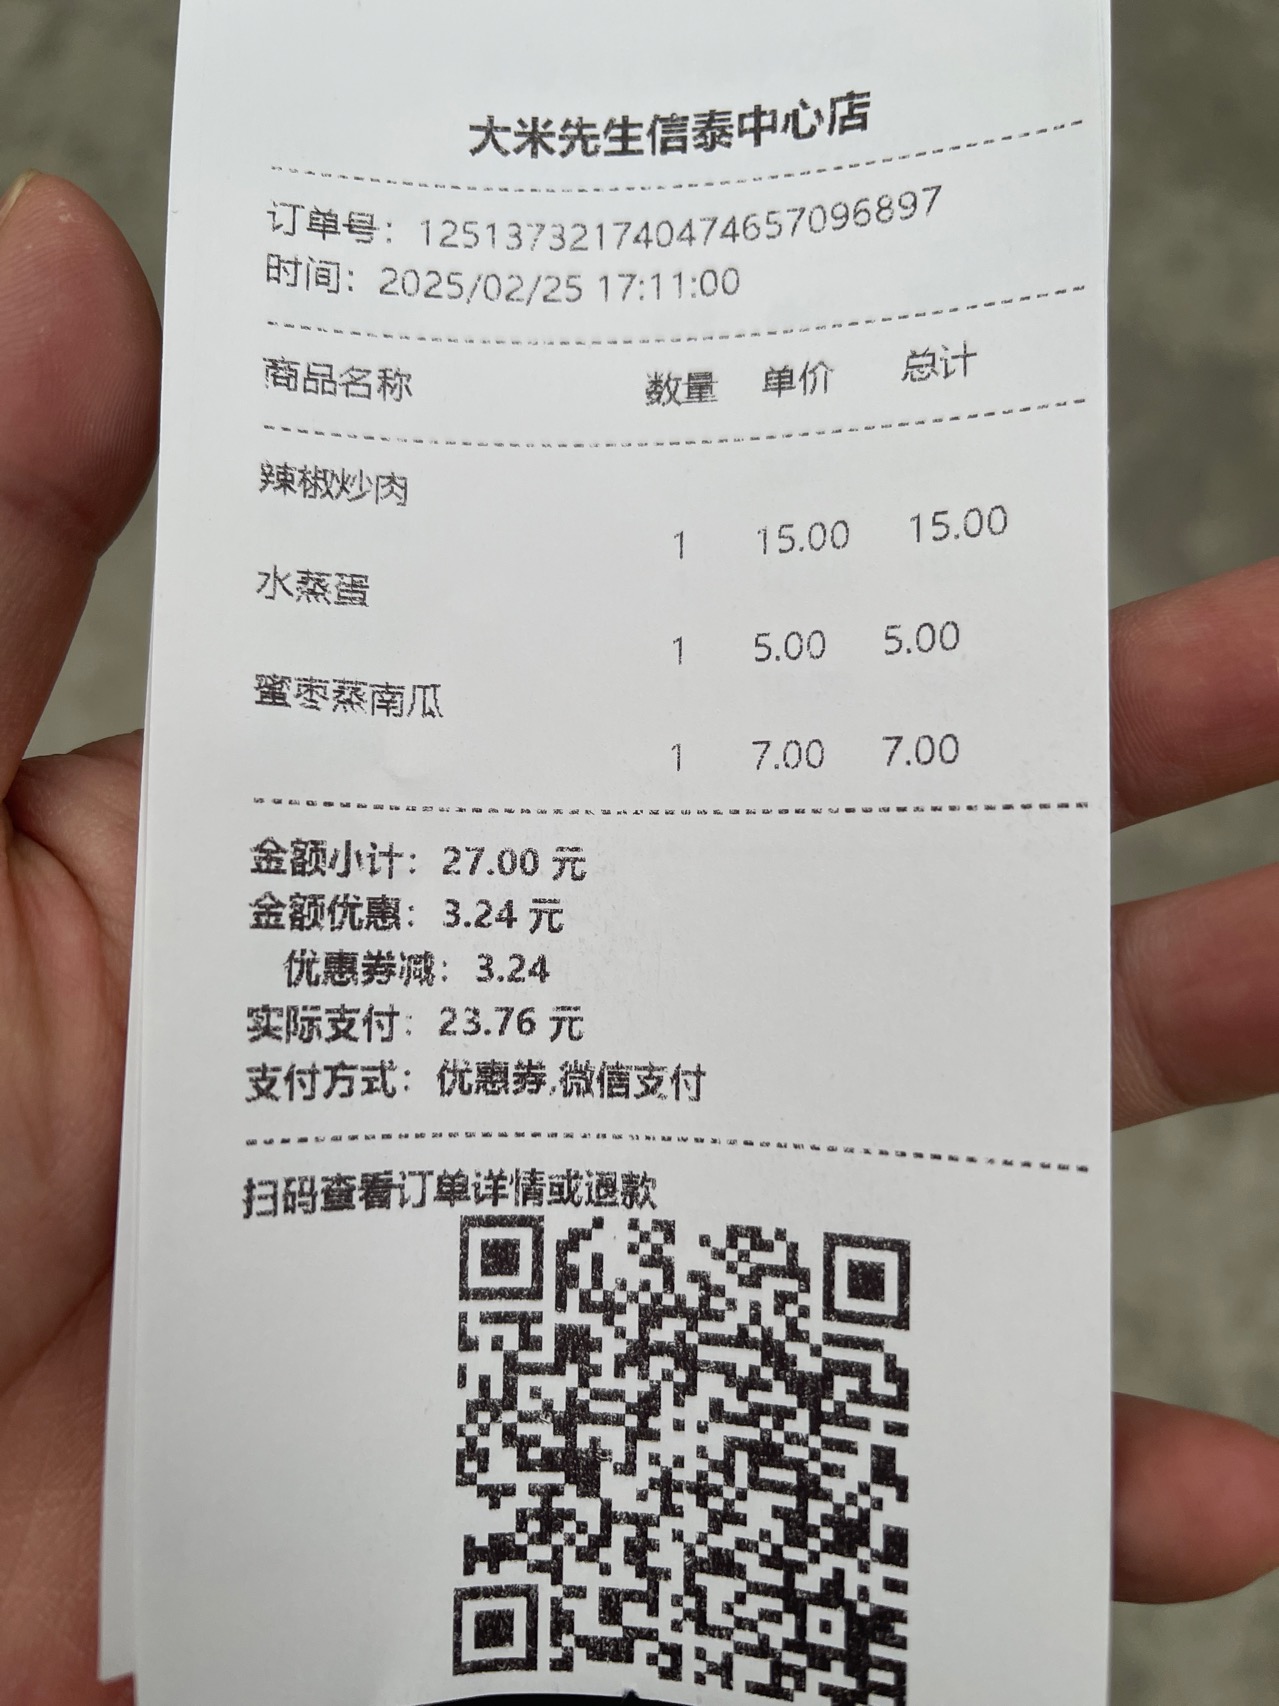 大米先生信泰中心店
订单号：1251373217404746570968​97
时间：2025/02/25 17:11:00
商品名称 数量 单价 总计
辣椒炒肉
1 15.00 15.00
水蒸蛋
1 5.00 5.00
蜜枣蒸南瓜
1 7.00 7.00
金额小计：27.00 元
金额优惠：3.24 元
优惠券减：3.24
实际支付：23.76 元
支付方式：优惠券,微信支付
扫码查看订单详情或退款